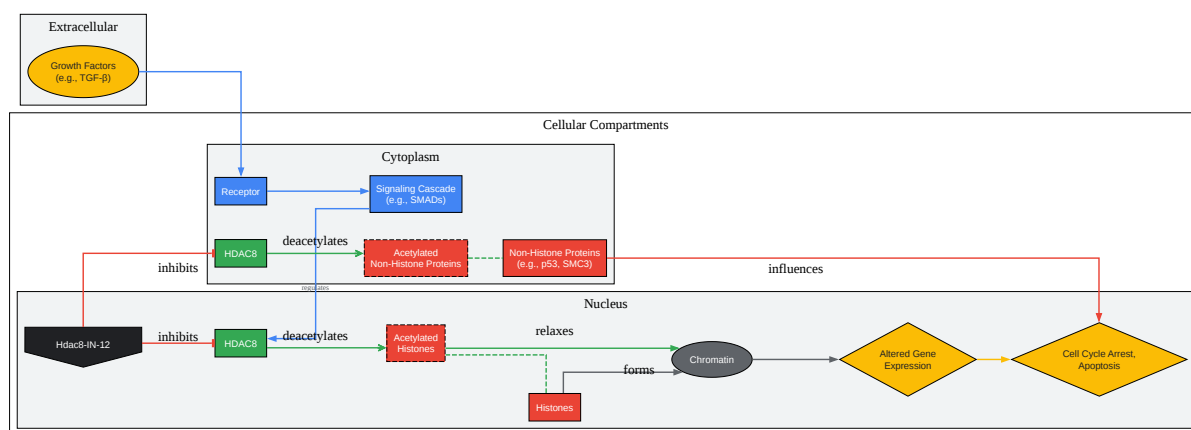 Extracellular
Growth Factors
(e.g., TGF-β)
Cellular Compartments
Cytoplasm
Receptor
Signaling Cascade
(e.g., SMADs)
HDAC8
deacetylates
Acetylated
Non-Histone Proteins
Non-Histone Proteins
(e.g., p53, SMC3)
inhibits
influences
regulates
Nucleus
Hdac8-IN-12
inhibits
HDAC8
deacetylates
Acetylated
Histones
relaxes
forms
Chromatin
Altered Gene
Expression
Cell Cycle Arrest,
Apoptosis
Histones